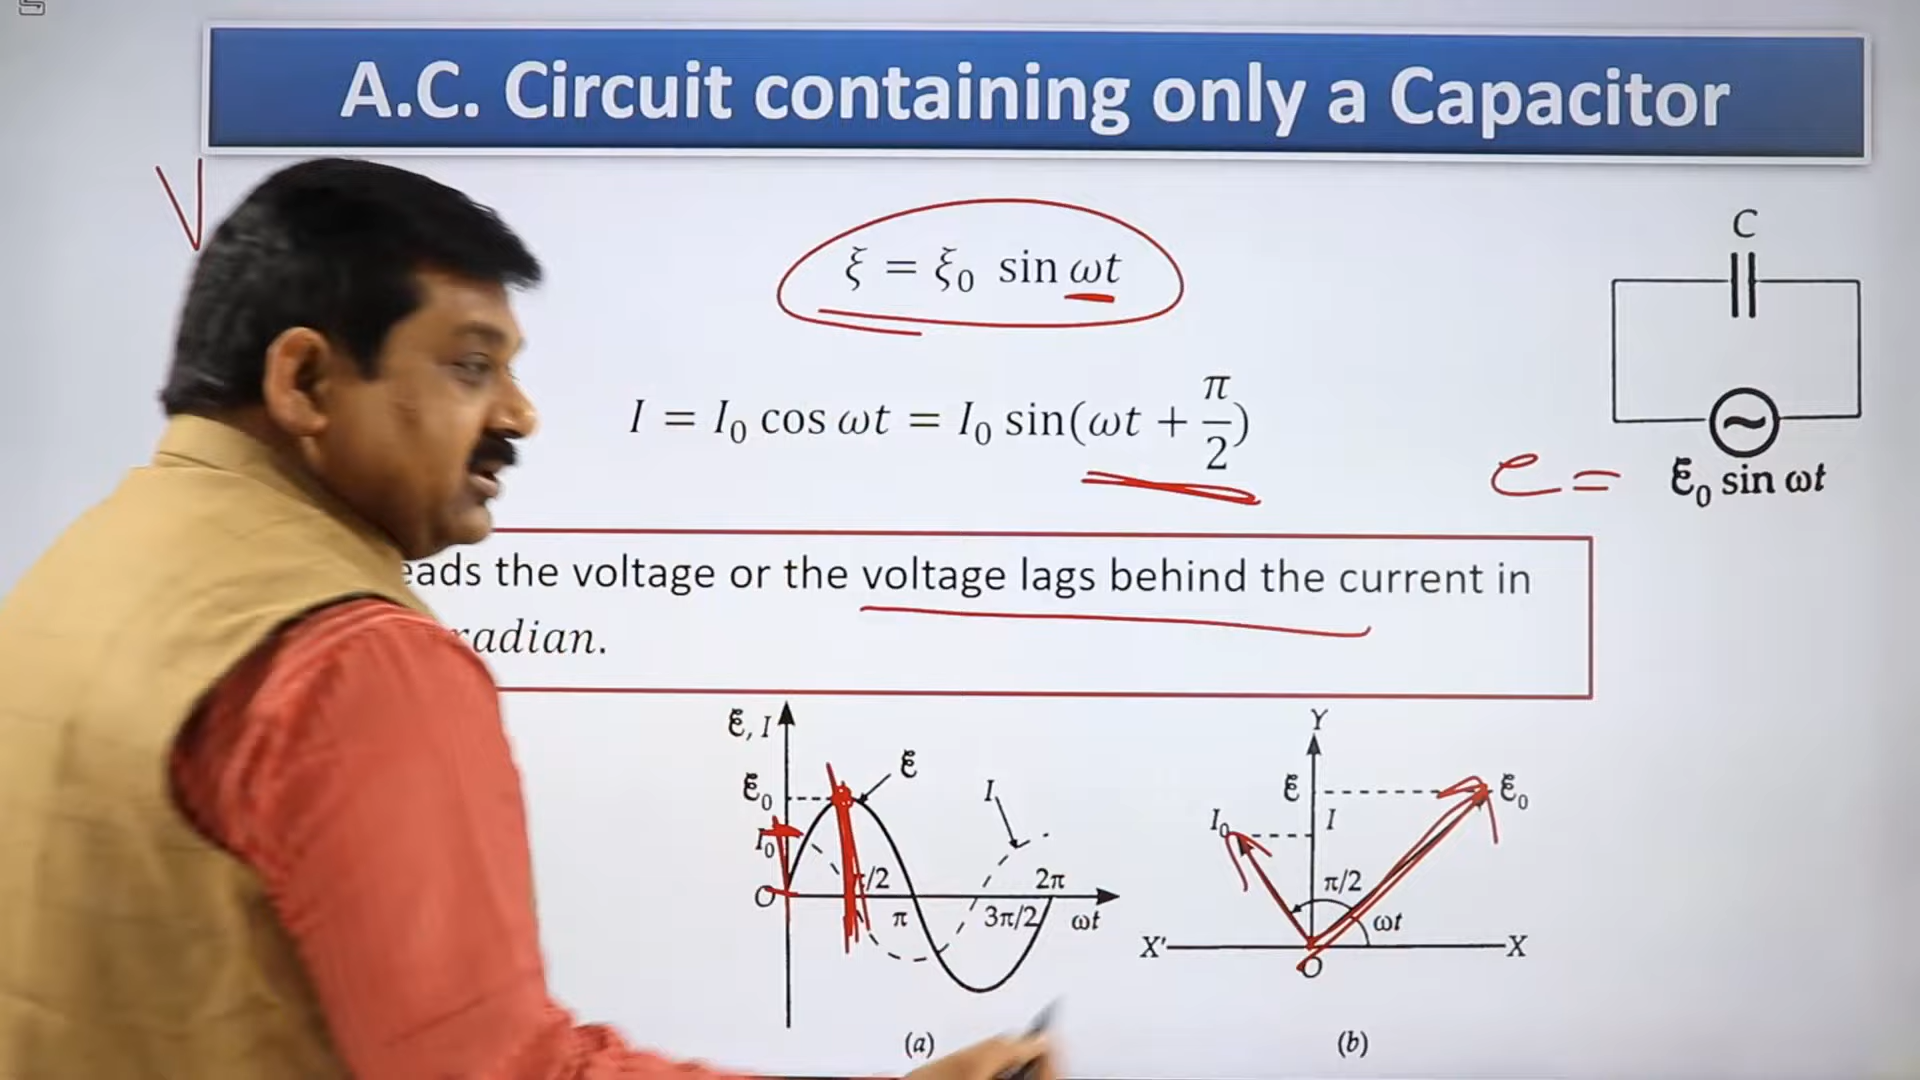 A.C. Circuit containing only a Capacitor
V
ξ = ξ₀ sin ωt
C
I = I₀ cos ωt = I₀ sin(ωt + π/2)
e = ℰ₀ sin ωt
the voltage or the voltage lags behind the current in
ℰ, I
ℰ
ℰ₀
I
I₀
O
π/2
π
3π/2
2π
ωt
(a)
Y
ℰ
ℰ₀
I₀
I
π/2
ωt
X'
X
O
(b)